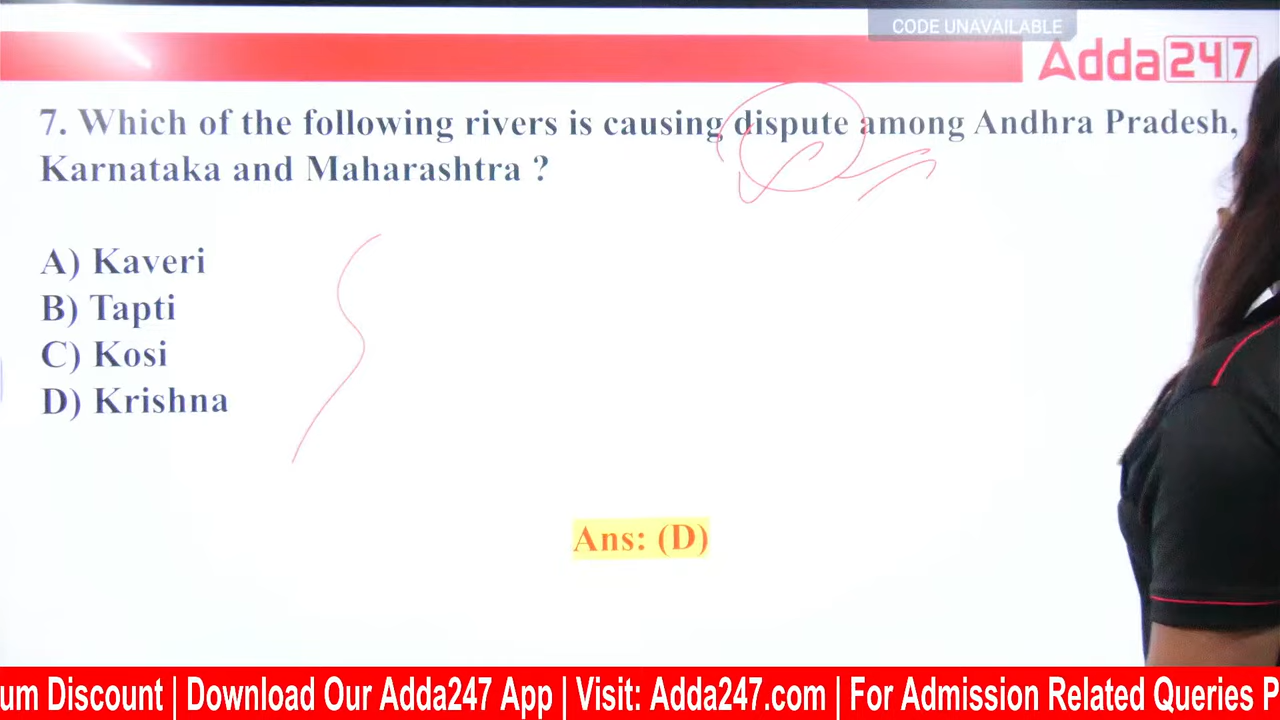 CODE UNAVAILABLE
Adda247
7. Which of the following rivers is causing dispute among Andhra Pradesh,
Karnataka and Maharashtra ?
A) Kaveri
B) Tapti
C) Kosi
D) Krishna
Ans: (D)
um Discount | Download Our Adda247 App | Visit: Adda247.com | For Admission Related Queries P